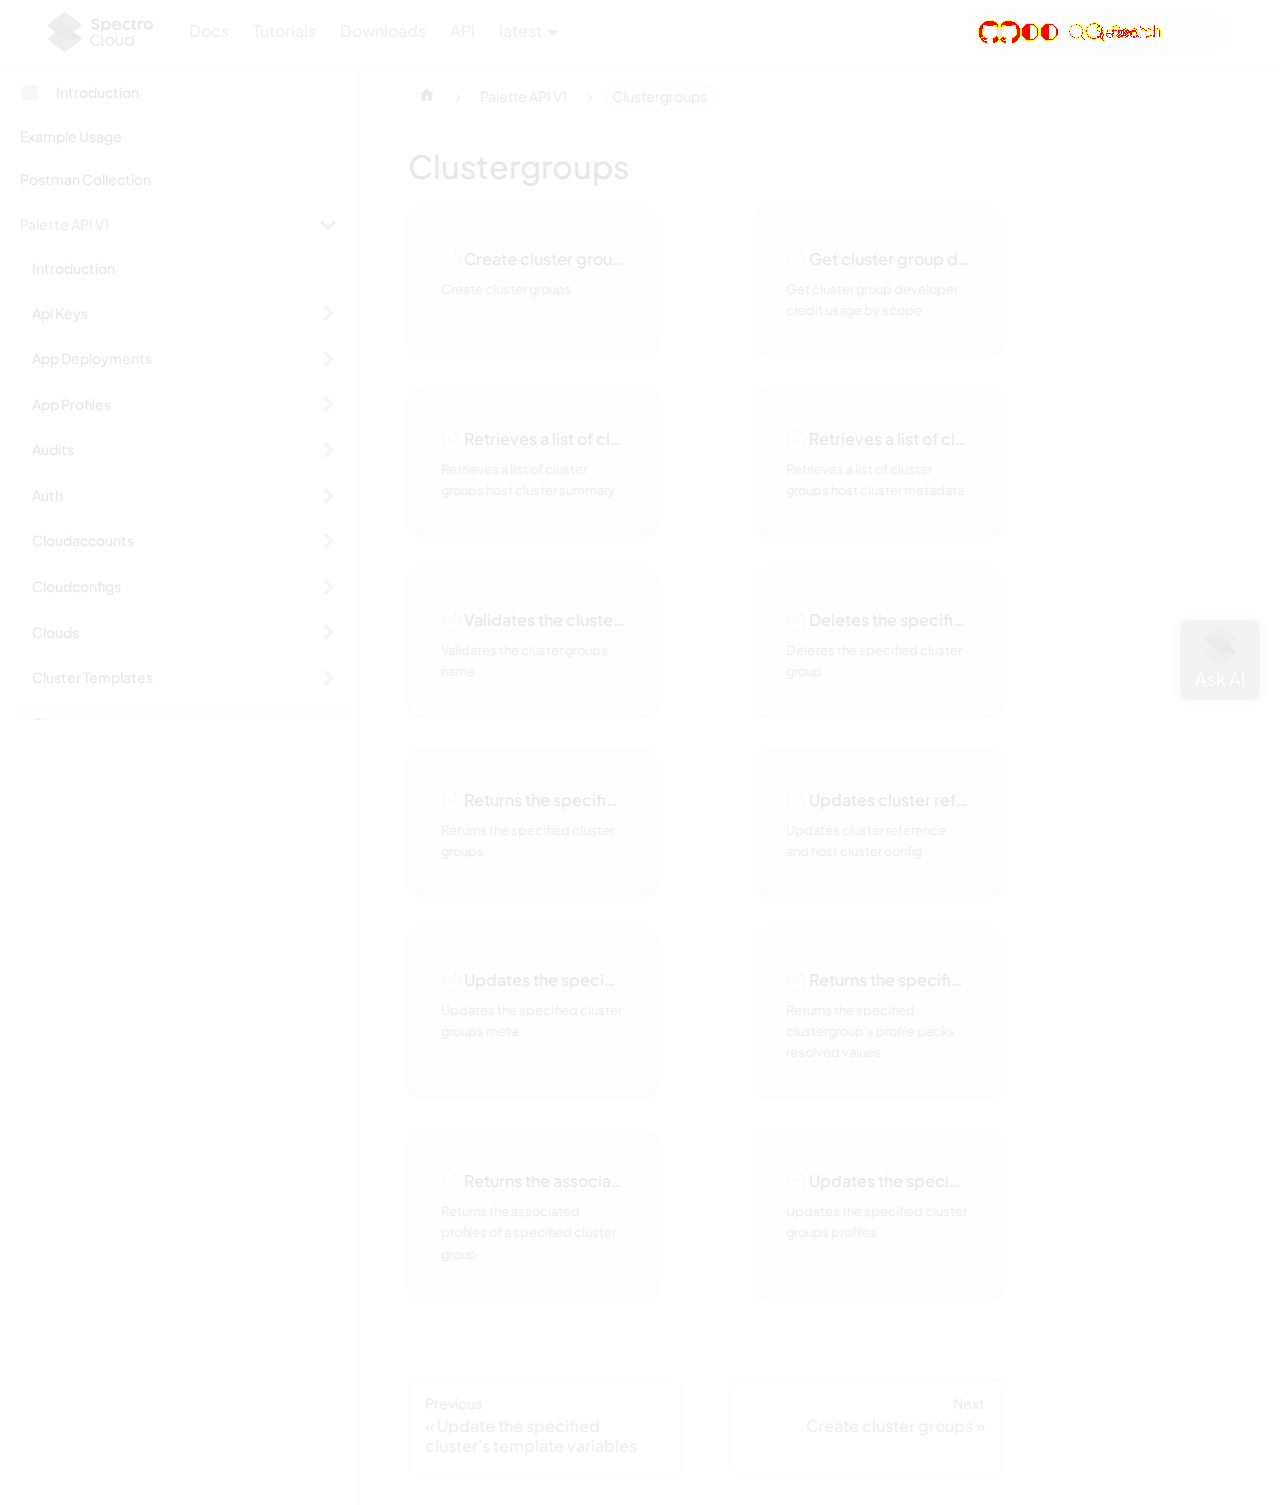 Spectro
Cloud
Docs
Tutorials
Downloads
API
latest
Introduction
Example Usage
Postman Collection
Palette API V1
Introduction
Api Keys
App Deployments
App Profiles
Audits
Auth
Cloudaccounts
Cloudconfigs
Clouds
Cluster Templates
Palette API V1
Clustergroups
Clustergroups
Create cluster grou…
Create cluster groups
Get cluster group d…
Get cluster group developer
credit usage by scope
Retrieves a list of cl…
Retrieves a list of cluster
groups host cluster summary
Retrieves a list of cl…
Retrieves a list of cluster
groups host cluster metadata
Validates the cluste…
Validates the cluster groups
name
Deletes the specifi…
Deletes the specified cluster
group
Returns the specifi…
Returns the specified cluster
groups
Updates cluster ref…
Updates cluster reference
and host cluster config
Updates the speci…
Updates the specified cluster
groups meta
Returns the specifi…
Returns the specified
clustergroup's profile packs
resolved values
Returns the associa…
Returns the associated
profiles of a specified cluster
group
Updates the speci…
Updates the specified cluster
groups profiles
Previous
« Update the specified
cluster's template variables
Next
Create cluster groups »
Ask AI